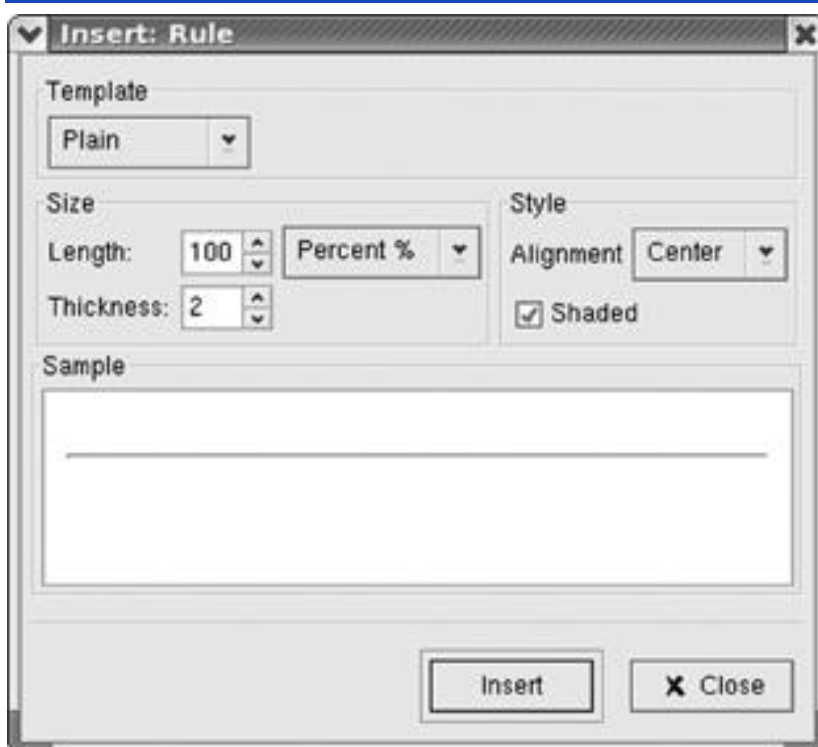 Insert: Rule
Template
Plain
Size
Length:
100
Percent %
Thickness:
2
Style
Alignment
Center
Shaded
Sample
Insert
Close